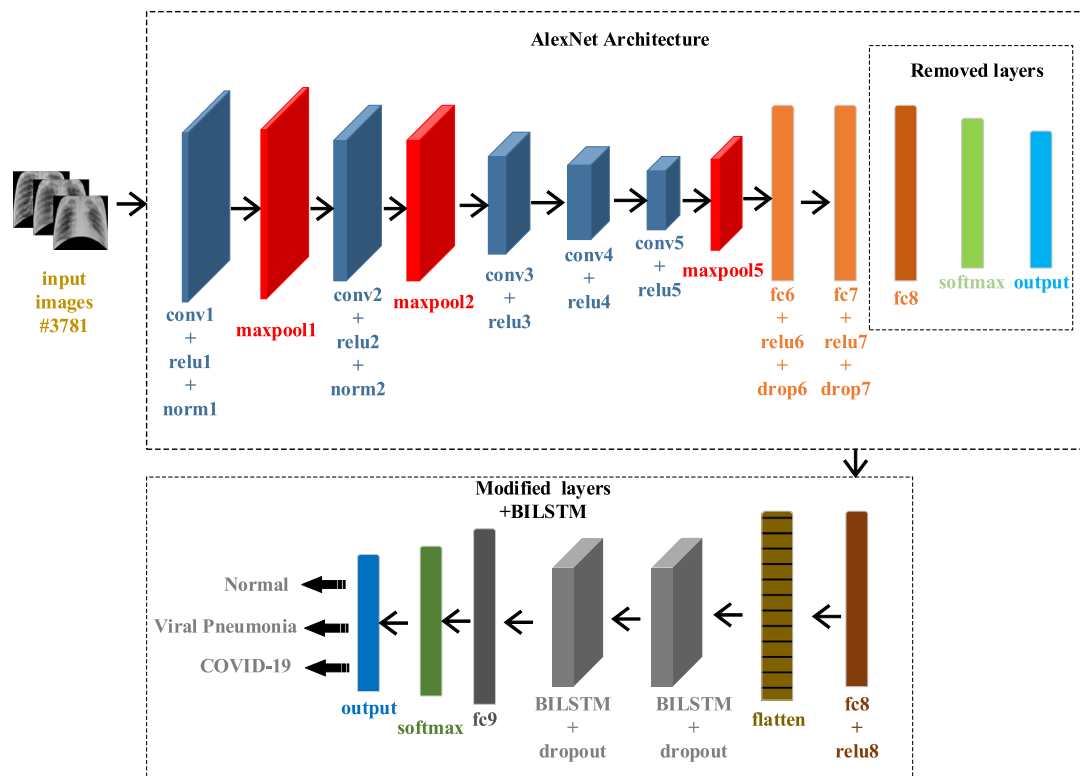 AlexNet Architecture
Removed layers
input
images
#3781
conv1
+
relu1
+
norm1
maxpool1
conv2
+
relu2
+
norm2
maxpool2
conv3
+
relu3
conv4
+
relu4
conv5
+
relu5
maxpool5
fc6
+
relu6
+
drop6
fc7
+
relu7
+
drop7
fc8
softmax
output
Modified layers
+BILSTM
Normal
Viral Pneumonia
COVID-19
output
softmax
fc9
BILSTM
+
dropout
BILSTM
+
dropout
flatten
fc8
+
relu8